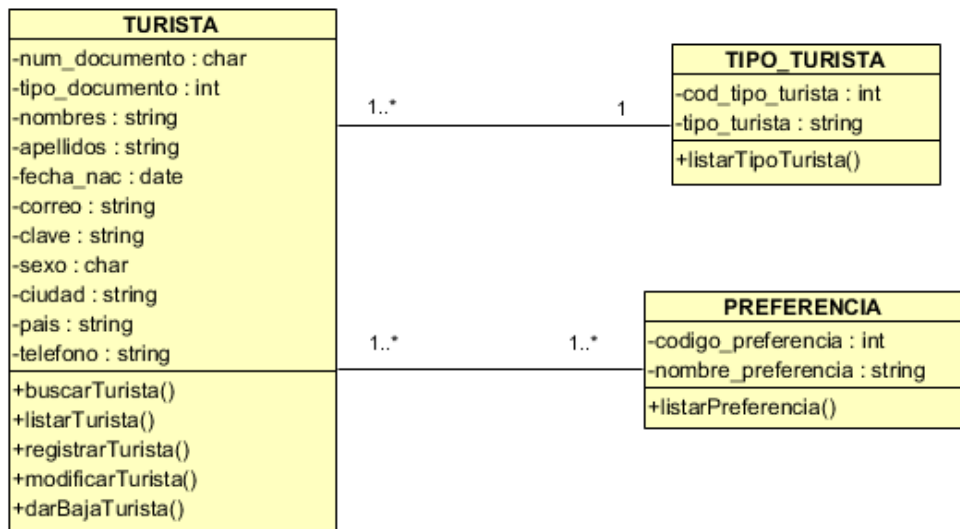 TURISTA
-num_documento : char
-tipo_documento : int
-nombres : string
-apellidos : string
-fecha_nac : date
-correo : string
-clave : string
-sexo : char
-ciudad : string
-pais : string
-telefono : string
+buscarTurista()
+listarTurista()
+registrarTurista()
+modificarTurista()
+darBajaTurista()
1..*
1
TIPO_TURISTA
-cod_tipo_turista : int
-tipo_turista : string
+listarTipoTurista()
1..*
1..*
PREFERENCIA
-codigo_preferencia : int
-nombre_preferencia : string
+listarPreferencia()